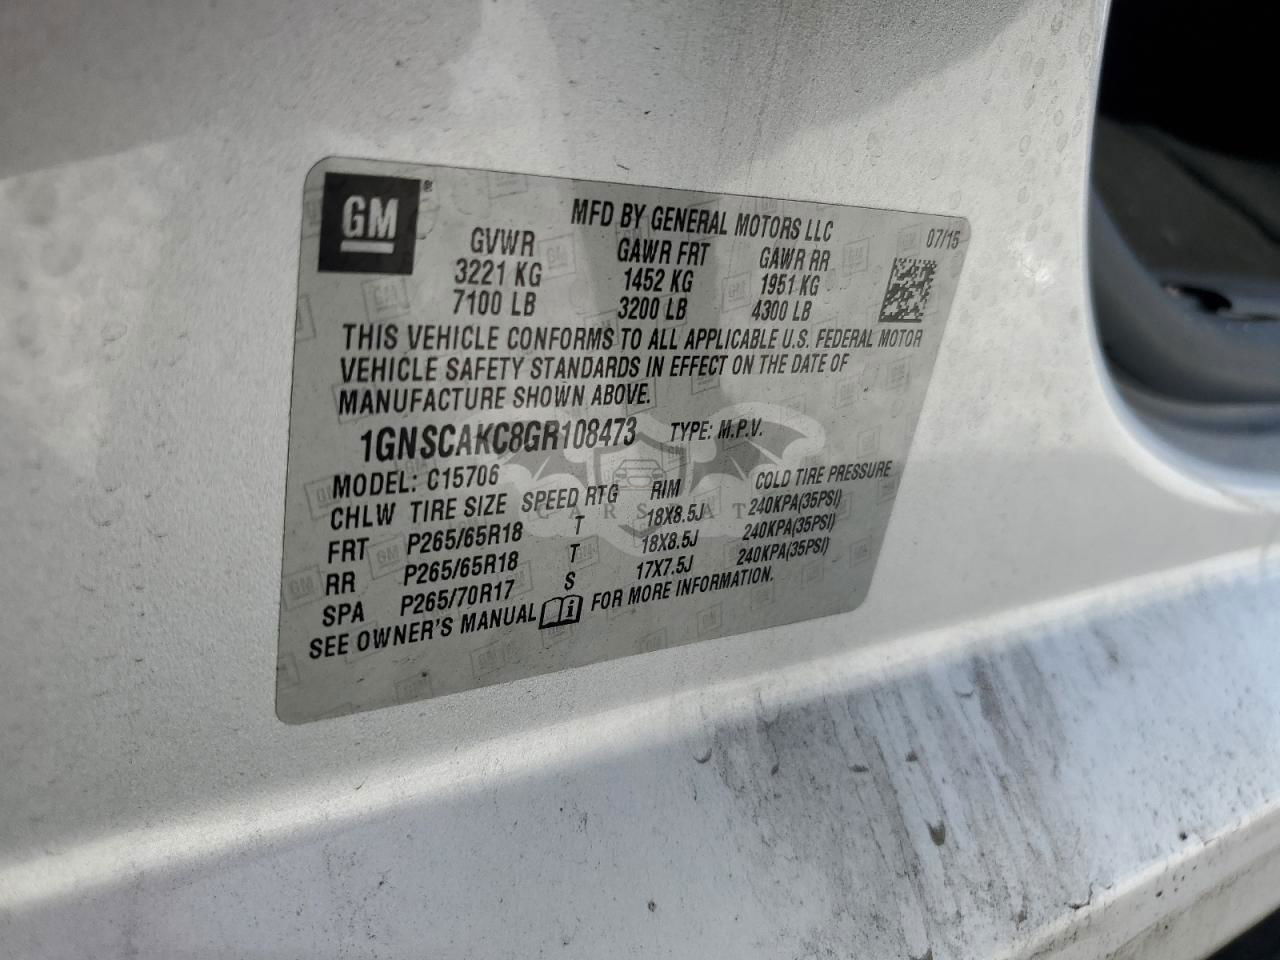 GM®
MFD BY GENERAL MOTORS LLC
07/15
GVWR GAWR FRT GAWR RR
3221 KG 1452 KG 1951 KG
7100 LB 3200 LB 4300 LB
THIS VEHICLE CONFORMS TO ALL APPLICABLE U.S. FEDERAL MOTOR
VEHICLE SAFETY STANDARDS IN EFFECT ON THE DATE OF
MANUFACTURE SHOWN ABOVE.
1GNSCAKC8GR108473 TYPE: M.P.V.
MODEL: C15706
CHLW TIRE SIZE SPEED RTG RIM COLD TIRE PRESSURE
FRT P265/65R18 T 18X8.5J 240KPA(35PSI)
RR P265/65R18 T 18X8.5J 240KPA(35PSI)
SPA P265/70R17 S 17X7.5J 240KPA(35PSI)
SEE OWNER'S MANUAL FOR MORE INFORMATION.